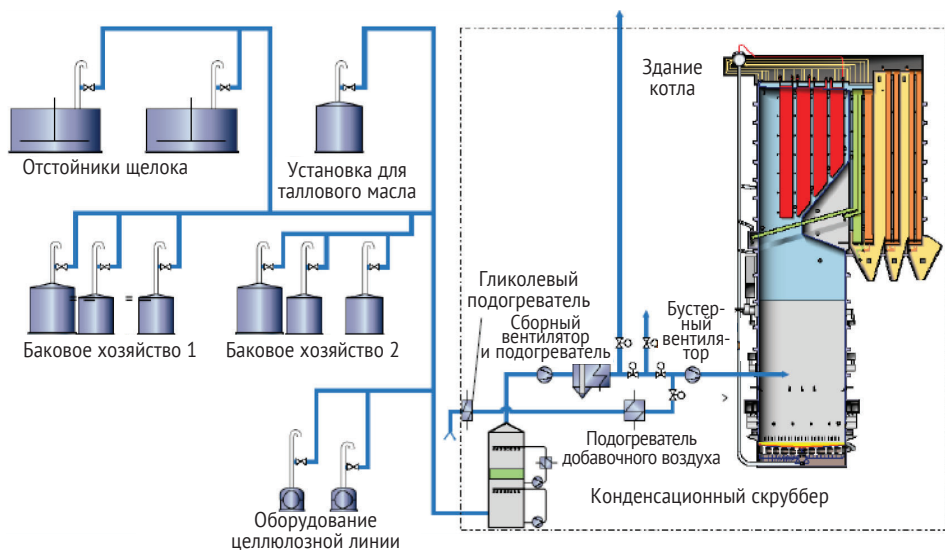 Здание
котла
Отстойники щелока
Установка для
таллового масла
Гликолевый
подогреватель
Сборный
вентилятор
и подогреватель
Бустер-
ный
вентиля-
тор
Баковое хозяйство 1
Баковое хозяйство 2
Подогреватель
добавочного воздуха
Конденсационный скруббер
Оборудование
целлюлозной линии